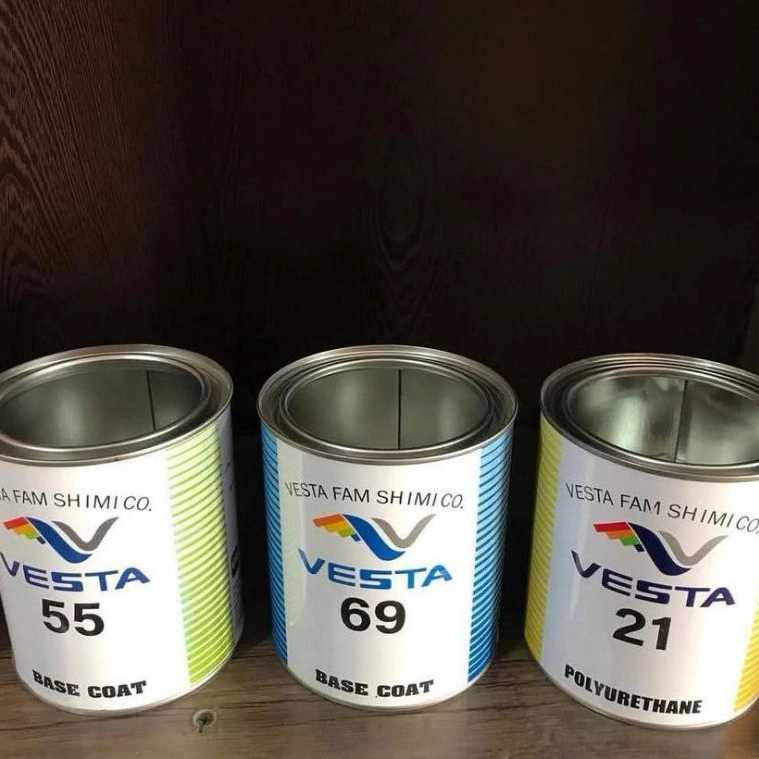 FAM SHIMI CO.
VESTA
55
BASE COAT
VESTA FAM SHIMI CO.
VESTA
69
BASE COAT
VESTA FAM SHIMI CO.
VESTA
21
POLYURETHANE